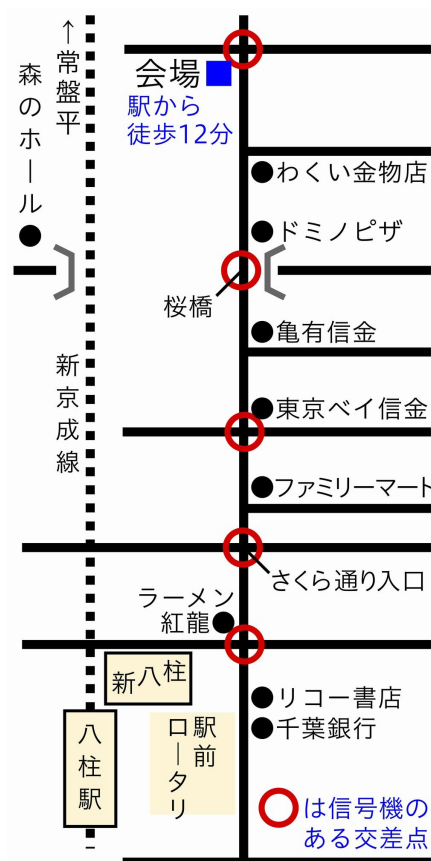 ↑常盤平
森のホール
会場
駅から
徒歩12分
わくい金物店
ドミノピザ
桜橋
亀有信金
新京成線
東京ベイ信金
ファミリーマート
さくら通り入口
ラーメン
紅龍
新八柱
八柱駅
駅前
ロータリ
リコー書店
千葉銀行
は信号機の
ある交差点